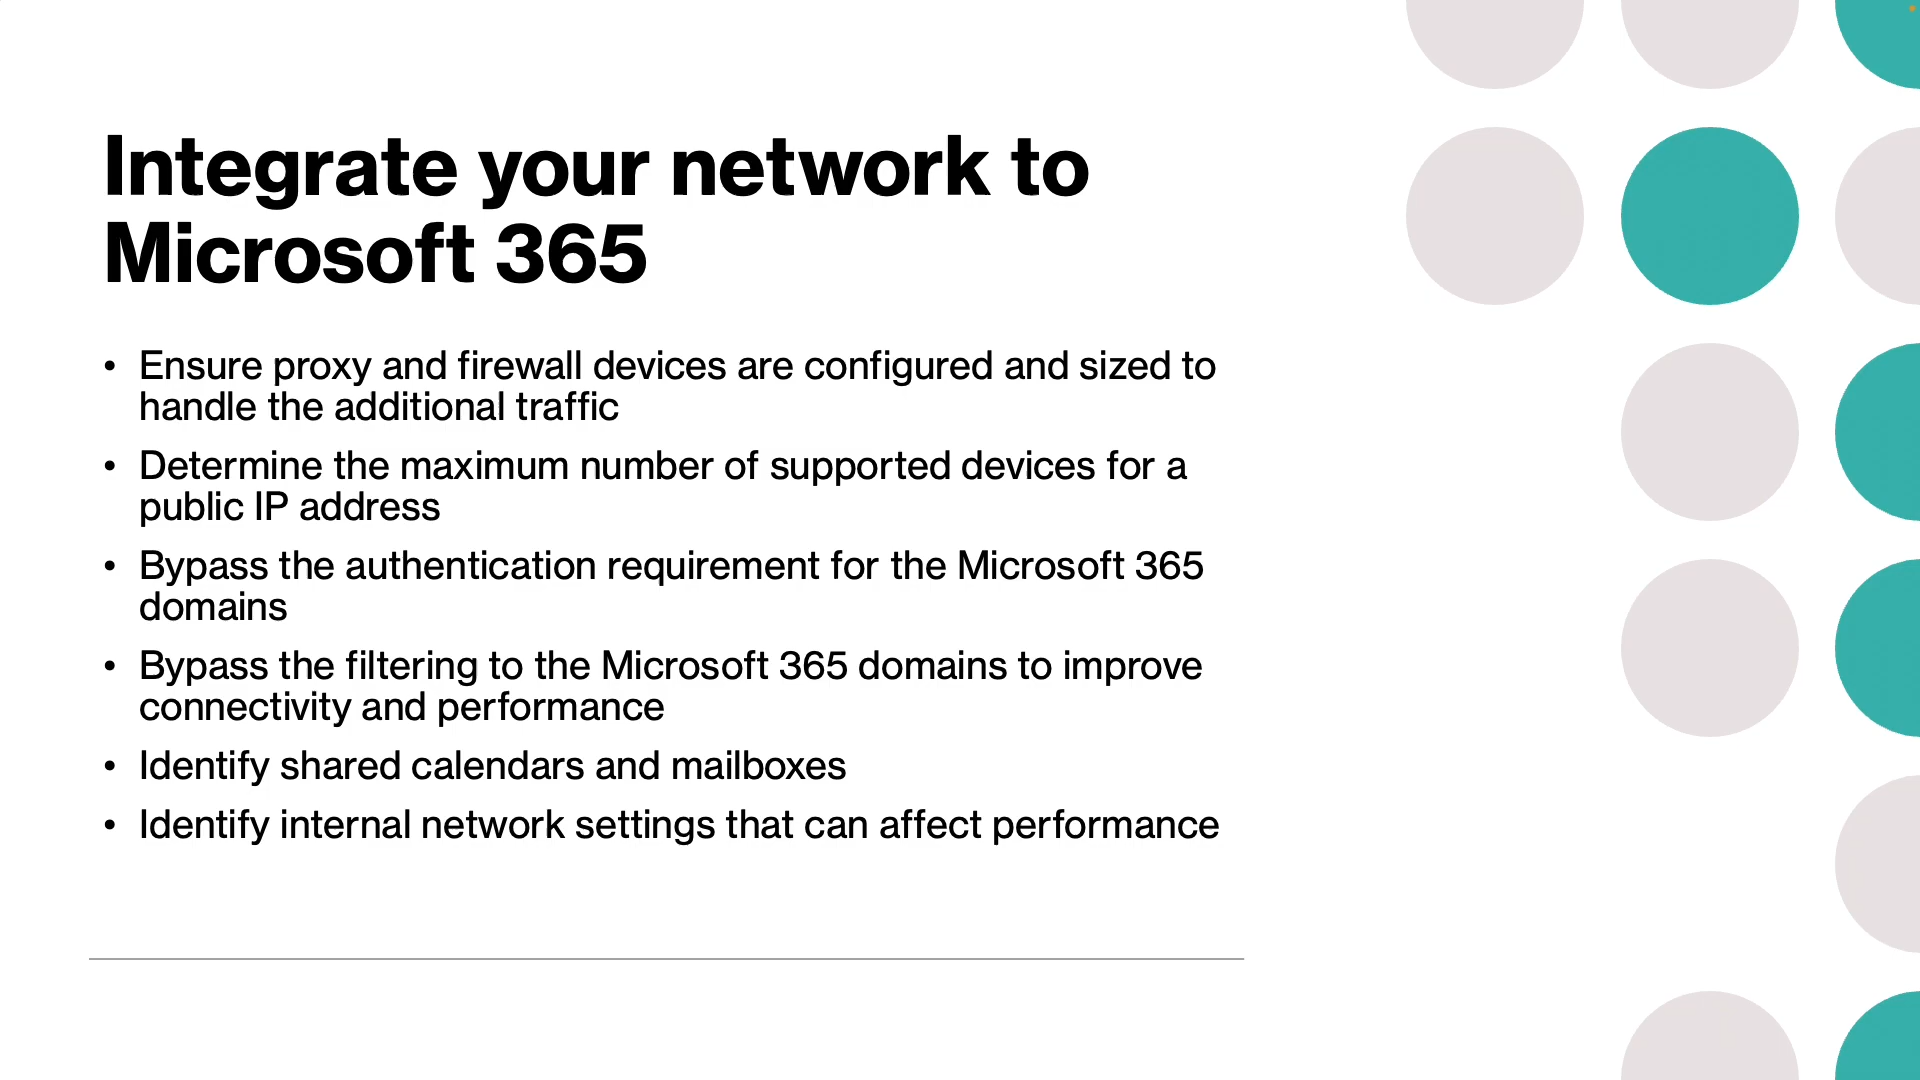 Integrate your network to
Microsoft 365
• Ensure proxy and firewall devices are configured and sized to
handle the additional traffic
• Determine the maximum number of supported devices for a
public IP address
• Bypass the authentication requirement for the Microsoft 365
domains
• Bypass the filtering to the Microsoft 365 domains to improve
connectivity and performance
• Identify shared calendars and mailboxes
• Identify internal network settings that can affect performance